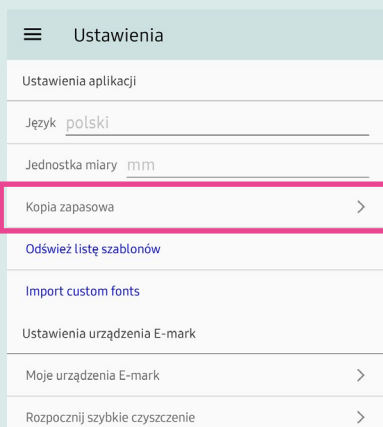 Ustawienia
Ustawienia aplikacji
Język polski
Jednostka miary mm
Kopia zapasowa
Odśwież listę szablonów
Import custom fonts
Ustawienia urządzenia E-mark
Moje urządzenia E-mark
Rozpocznij szybkie czyszczenie